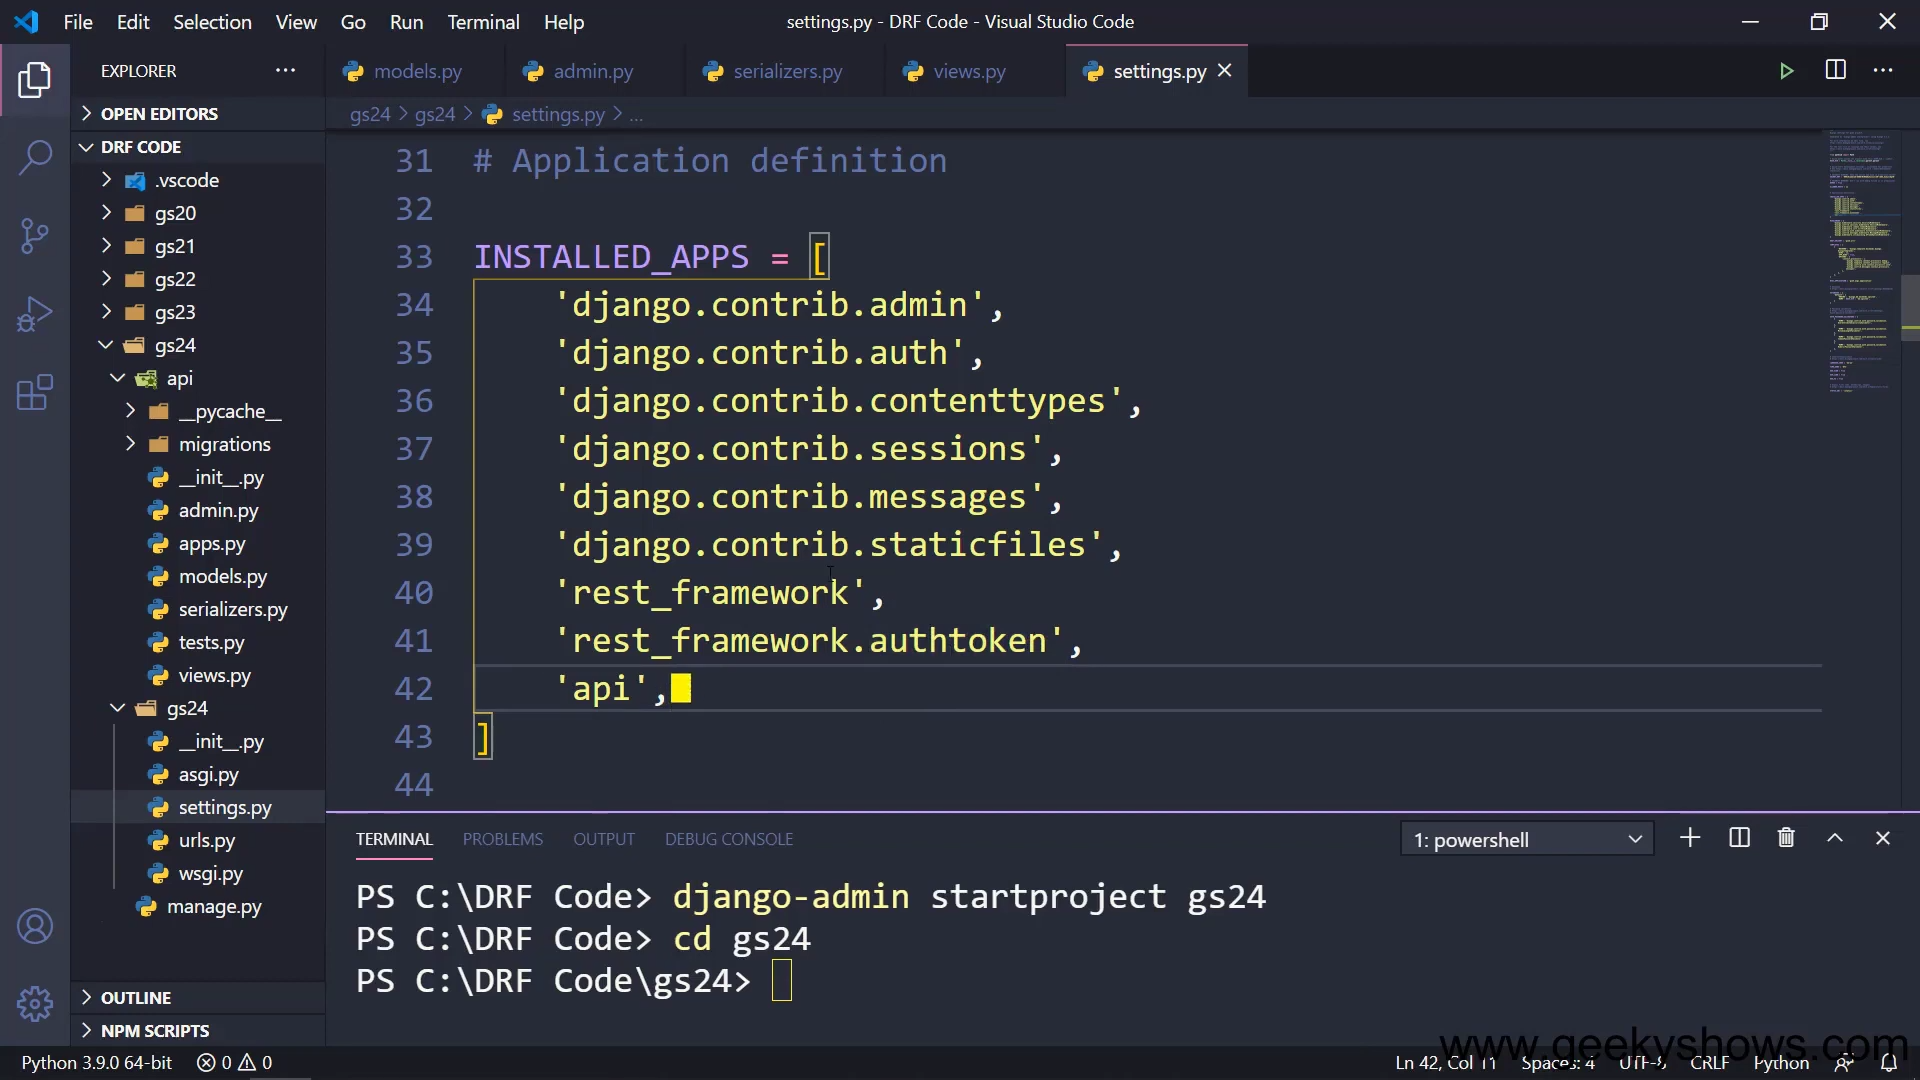 File Edit Selection View Go Run Terminal Help
settings.py - DRF Code - Visual Studio Code
EXPLORER
models.py admin.py serializers.py views.py settings.py
OPEN EDITORS
gs24 > gs24 > settings.py > ...
DRF CODE
.vscode
gs20
gs21
gs22
gs23
gs24
api
__pycache__
migrations
__init__.py
admin.py
apps.py
models.py
serializers.py
tests.py
views.py
gs24
__init__.py
asgi.py
settings.py
urls.py
wsgi.py
manage.py
OUTLINE
NPM SCRIPTS
31 # Application definition
32
33 INSTALLED_APPS = [
34 'django.contrib.admin',
35 'django.contrib.auth',
36 'django.contrib.contenttypes',
37 'django.contrib.sessions',
38 'django.contrib.messages',
39 'django.contrib.staticfiles',
40 'rest_framework',
41 'rest_framework.authtoken',
42 'api',
43 ]
44
TERMINAL PROBLEMS OUTPUT DEBUG CONSOLE
1: powershell
PS C:\DRF Code> django-admin startproject gs24
PS C:\DRF Code> cd gs24
PS C:\DRF Code\gs24>
www.geekyshows.com
Python 3.9.0 64-bit 0 0
Ln 42, Col 11 Spaces: 4 UTF-8 CRLF Python